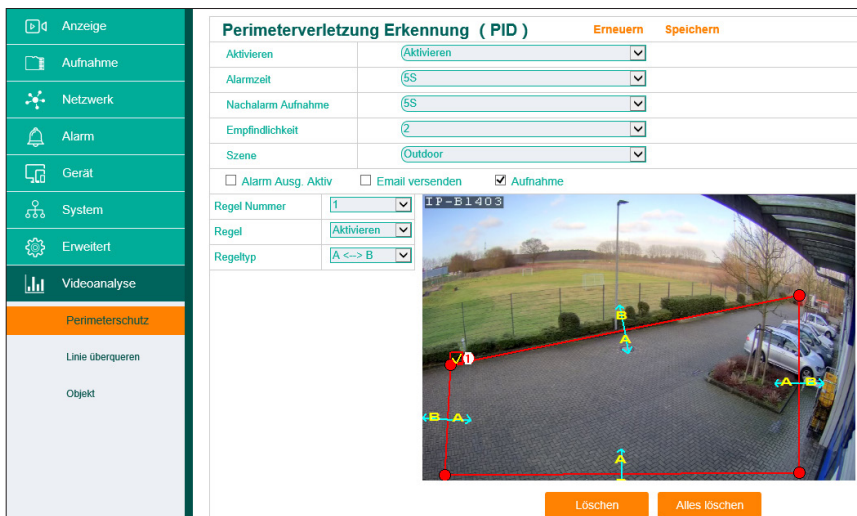 Anzeige
Aufnahme
Netzwerk
Alarm
Gerät
System
Erweitert
Videoanalyse
Perimeterschutz
Linie überqueren
Objekt
Perimeterverletzung Erkennung ( PID ) Erneuern Speichern
Aktivieren Aktivieren
Alarmzeit 5S
Nachalarm Aufnahme 5S
Empfindlichkeit 2
Szene Outdoor
Alarm Ausg. Aktiv Email versenden Aufnahme
Regel Nummer 1
Regel Aktivieren
Regeltyp A <--> B
IP-B1403
B
A
1
A B
B A
A
Löschen Alles löschen